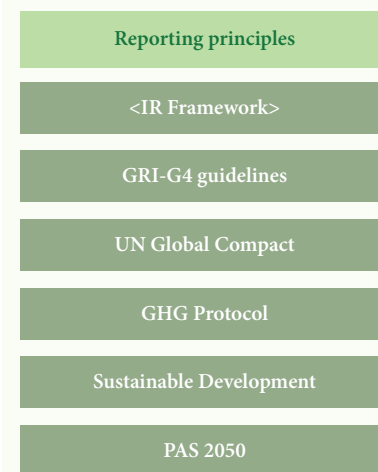 Reporting principles
<IR Framework>
GRI-G4 guidelines
UN Global Compact
GHG Protocol
Sustainable Development
PAS 2050